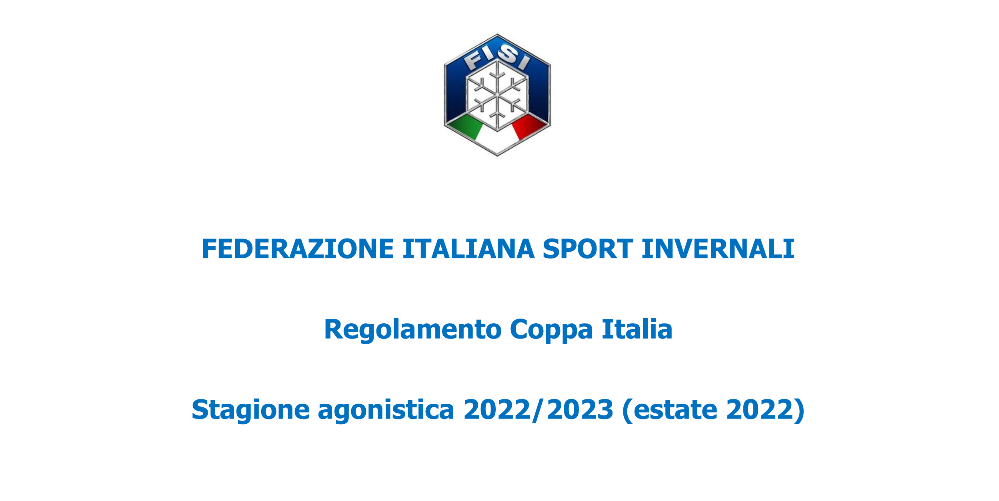 FISI
FEDERAZIONE ITALIANA SPORT INVERNALI
Regolamento Coppa Italia
Stagione agonistica 2022/2023 (estate 2022)